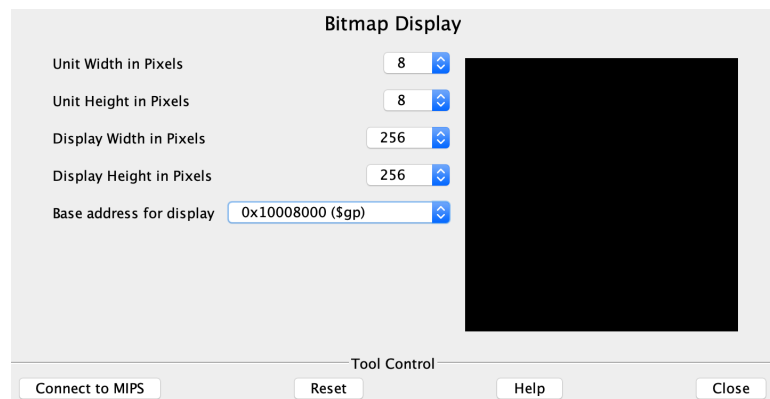 Bitmap Display
Unit Width in Pixels 8
Unit Height in Pixels 8
Display Width in Pixels 256
Display Height in Pixels 256
Base address for display 0x10008000 ($gp)
Tool Control
Connect to MIPS Reset Help Close